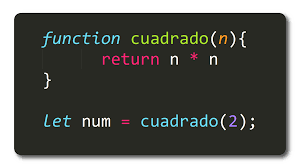 function cuadrado(n){
return n * n
}
let num = cuadrado(2);